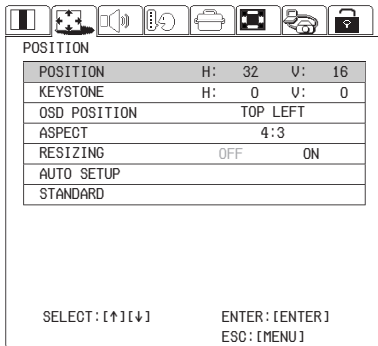 POSITION
POSITION H: 32 V: 16
KEYSTONE H: 0 V: 0
OSD POSITION TOP LEFT
ASPECT 4:3
RESIZING OFF ON
AUTO SETUP
STANDARD
SELECT:[↑][↓] ENTER:[ENTER]
ESC:[MENU]